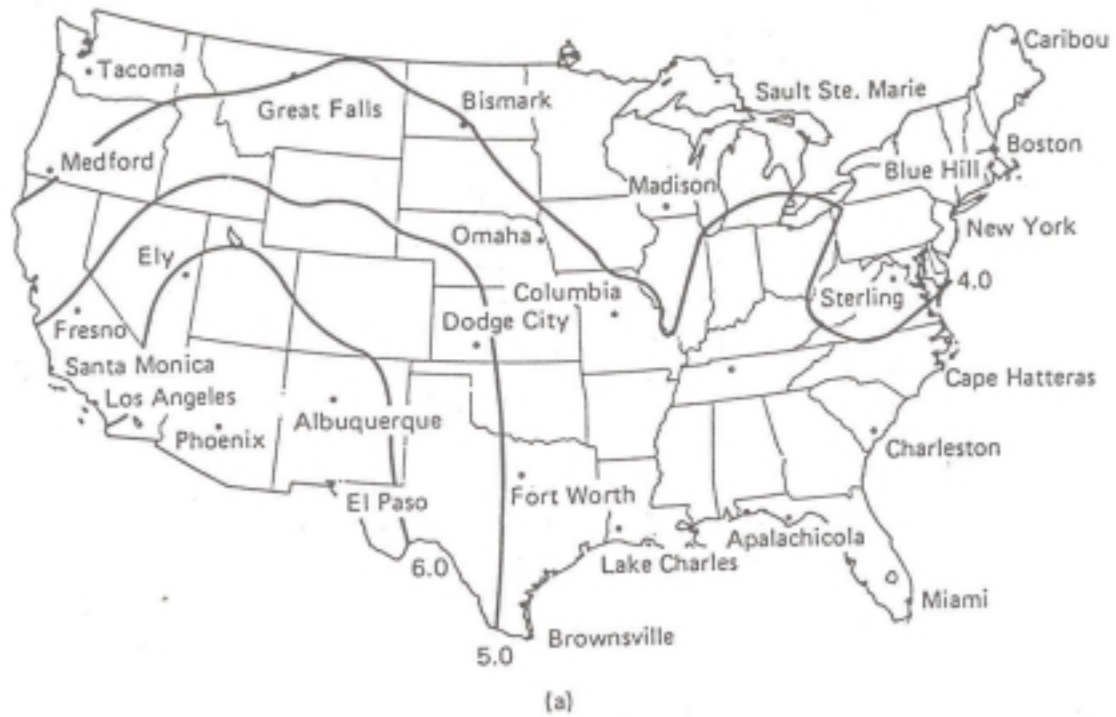 Caribou
Tacoma
Sault Ste. Marie
Great Falls
Bismark
Boston
Medford
Blue Hill
Madison
New York
Omaha
Ely
4.0
Columbia
Sterling
Fresno
Dodge City
Santa Monica
Cape Hatteras
Los Angeles
Albuquerque
Phoenix
Charleston
El Paso
Fort Worth
Apalachicola
Lake Charles
6.0
Miami
Brownsville
5.0
(a)